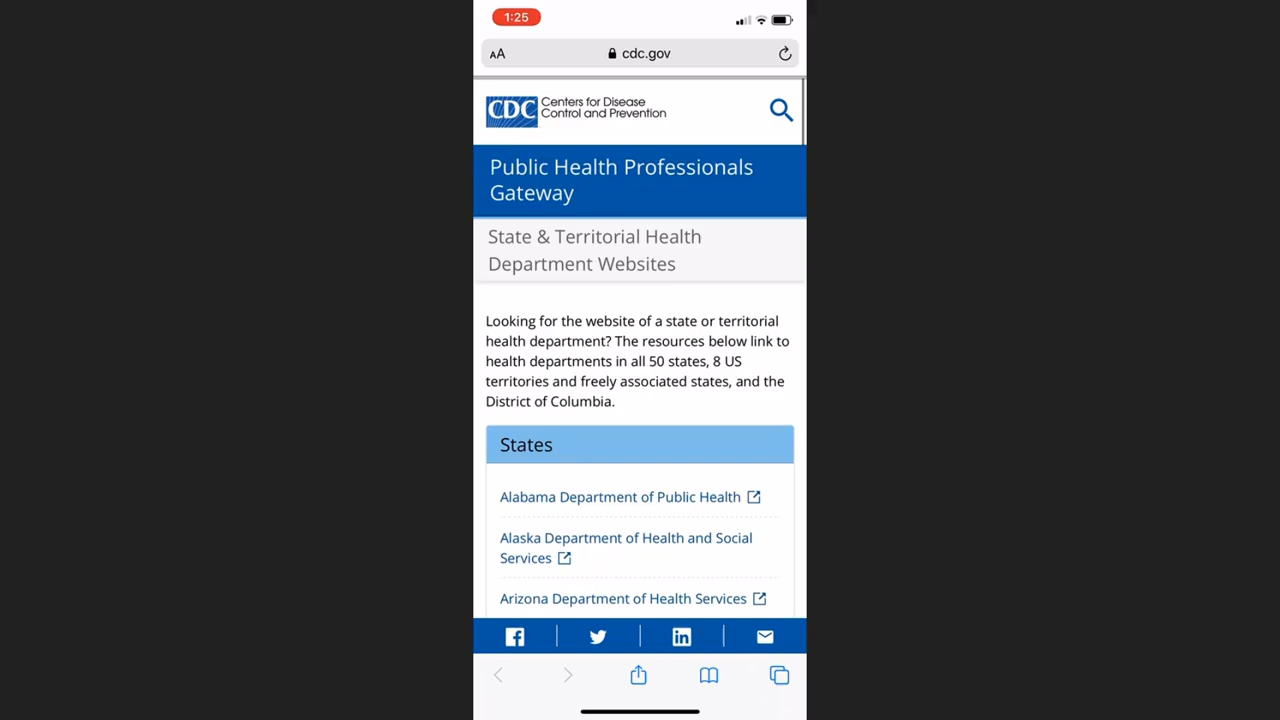 1:25
AA
cdc.gov
CDC
Centers for Disease
Control and Prevention
Public Health Professionals
Gateway
State & Territorial Health
Department Websites
Looking for the website of a state or territorial
health department? The resources below link to
health departments in all 50 states, 8 US
territories and freely associated states, and the
District of Columbia.
States
Alabama Department of Public Health
Alaska Department of Health and Social
Services
Arizona Department of Health Services